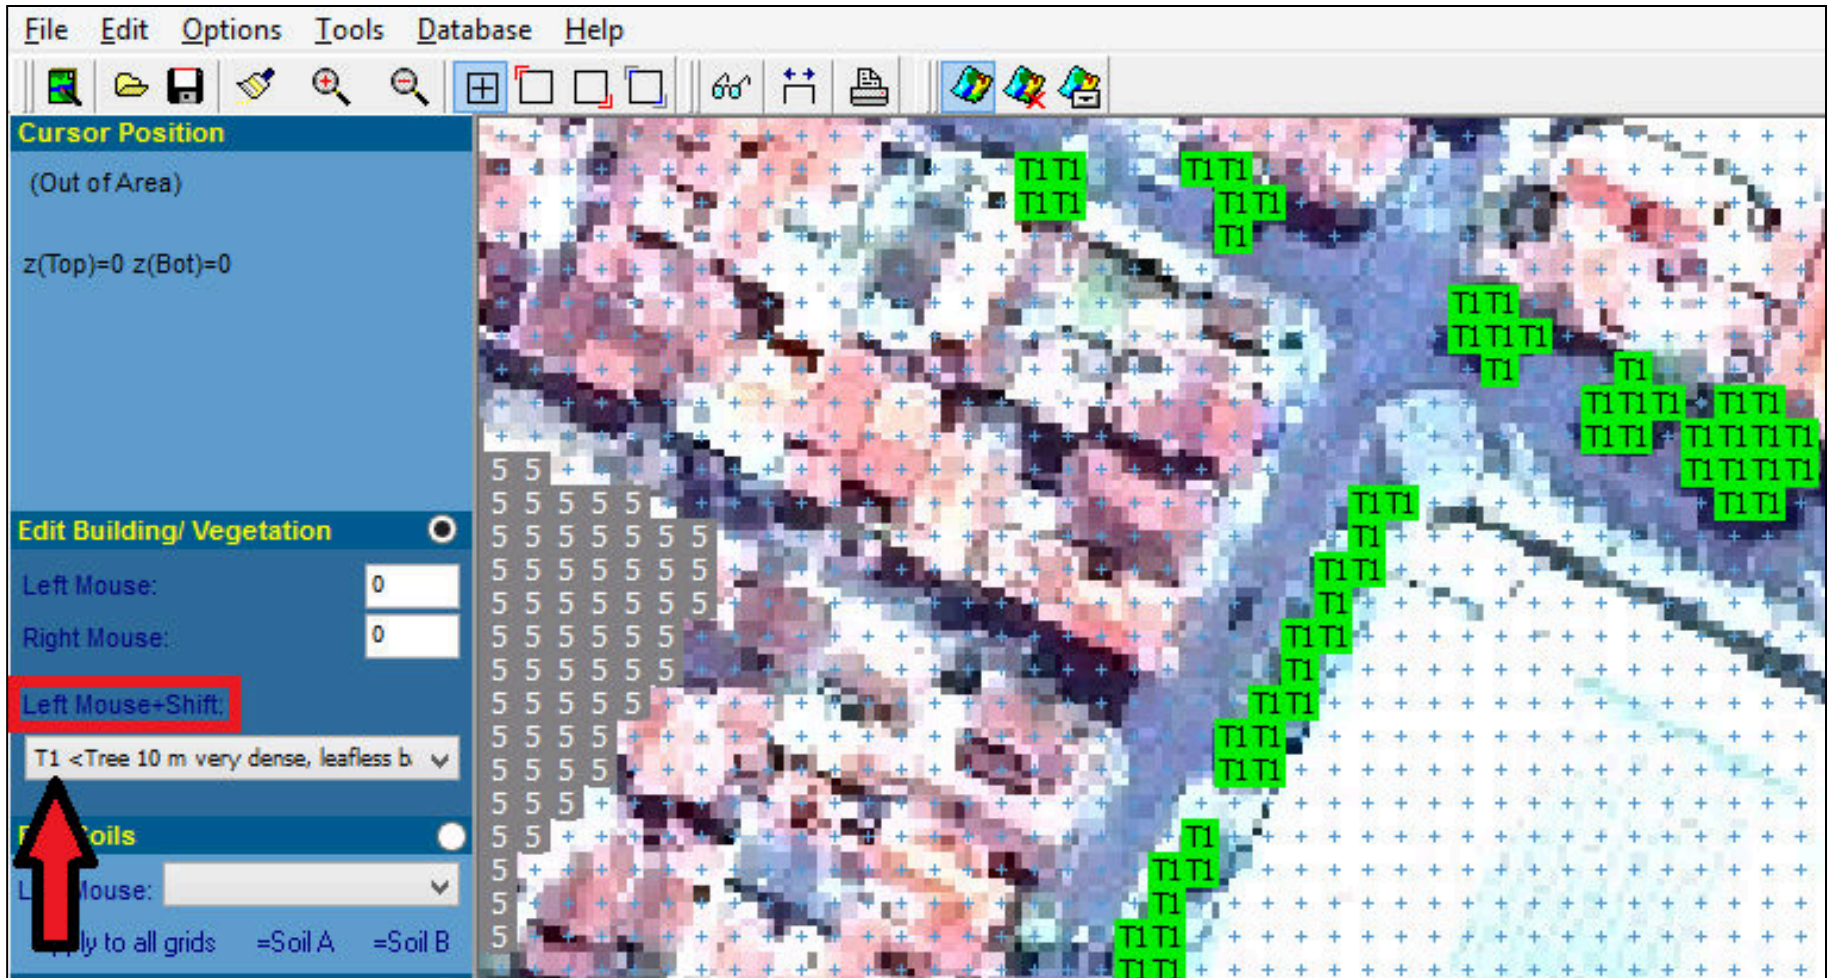 File Edit Options Tools Database Help
Cursor Position
(Out of Area)
z(Top)=0 z(Bot)=0
Edit Building/ Vegetation
Left Mouse: 0
Right Mouse: 0
Left Mouse+Shift:
T1 <Tree 10 m very dense, leafless b
Soils
Mouse:
to all grids =Soil A =Soil B
T1 T1 T1 T1
T1 T1 T1 T1
T1
T1 T1
T1 T1 T1
T1 T1
T1 T1 T1 T1 T1
T1 T1 T1 T1 T1 T1
5 5 T1 T1 T1 T1
5 5 5 5 5 T1 T1 T1 T1
5 5 5 5 5 5 5 T1
5 5 5 5 5 5 5 T1 T1
5 5 5 5 5 5 5 T1
5 5 5 5 5 5 T1 T1
5 5 5 5 5 5 T1
5 5 5 5 5 T1 T1
5 5 5 5 T1 T1
5 5 5 5 T1 T1
5 5 5
5 5 T1
5 T1 T1
5 T1
5 T1 T1
T1 T1